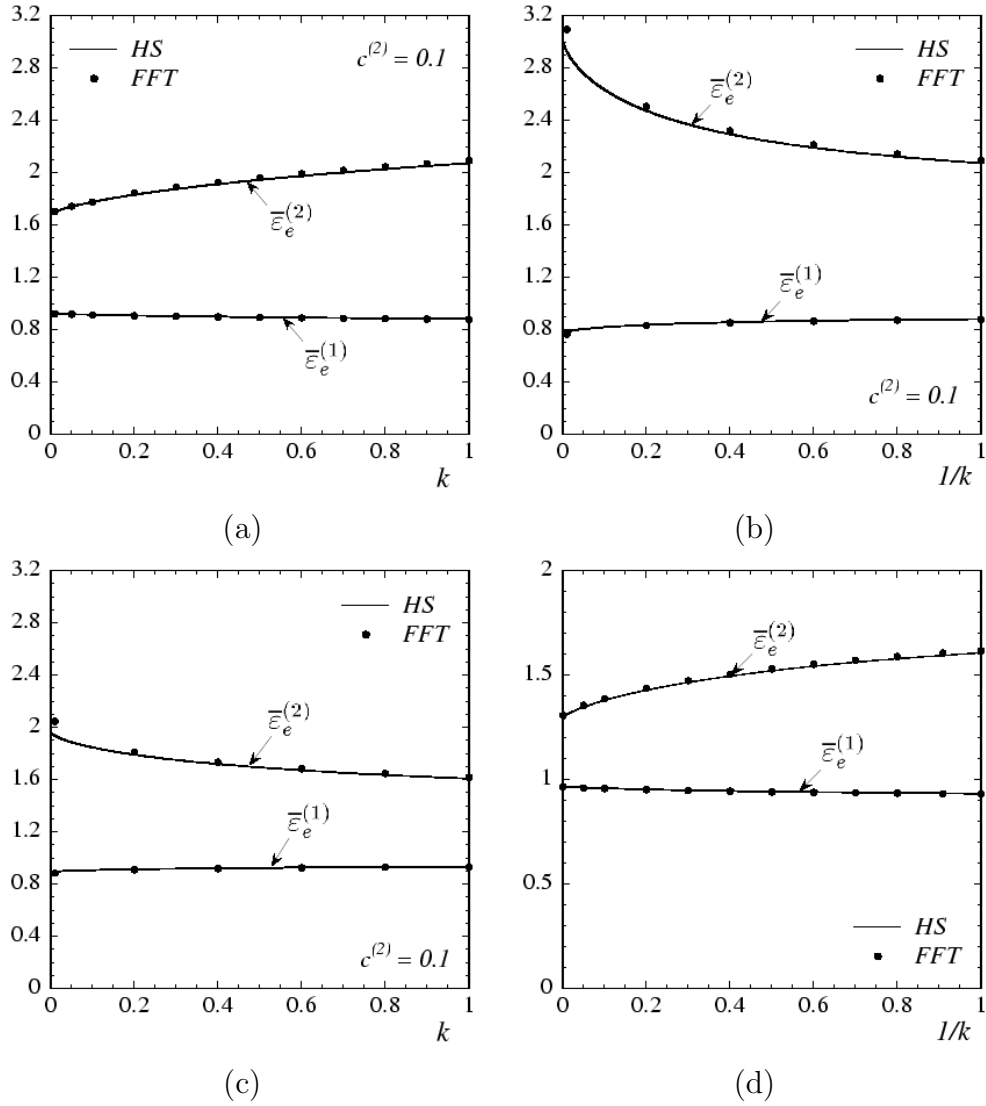 3.2
2.8
2.4
2
1.6
1.2
0.8
0.4
0
HS
FFT
c^(2) = 0.1
ε̅_e^(2)
ε̅_e^(1)
0 0.2 0.4 0.6 0.8 1
k
(a)
3.2
2.8
2.4
2
1.6
1.2
0.8
0.4
0
HS
FFT
ε̅_e^(2)
ε̅_e^(1)
c^(2) = 0.1
0 0.2 0.4 0.6 0.8 1
1/k
(b)
3.2
2.8
2.4
2
1.6
1.2
0.8
0.4
0
HS
FFT
ε̅_e^(2)
ε̅_e^(1)
c^(2) = 0.1
0 0.2 0.4 0.6 0.8 1
k
(c)
2
1.5
1
0.5
0
ε̅_e^(2)
ε̅_e^(1)
HS
FFT
0 0.2 0.4 0.6 0.8 1
1/k
(d)